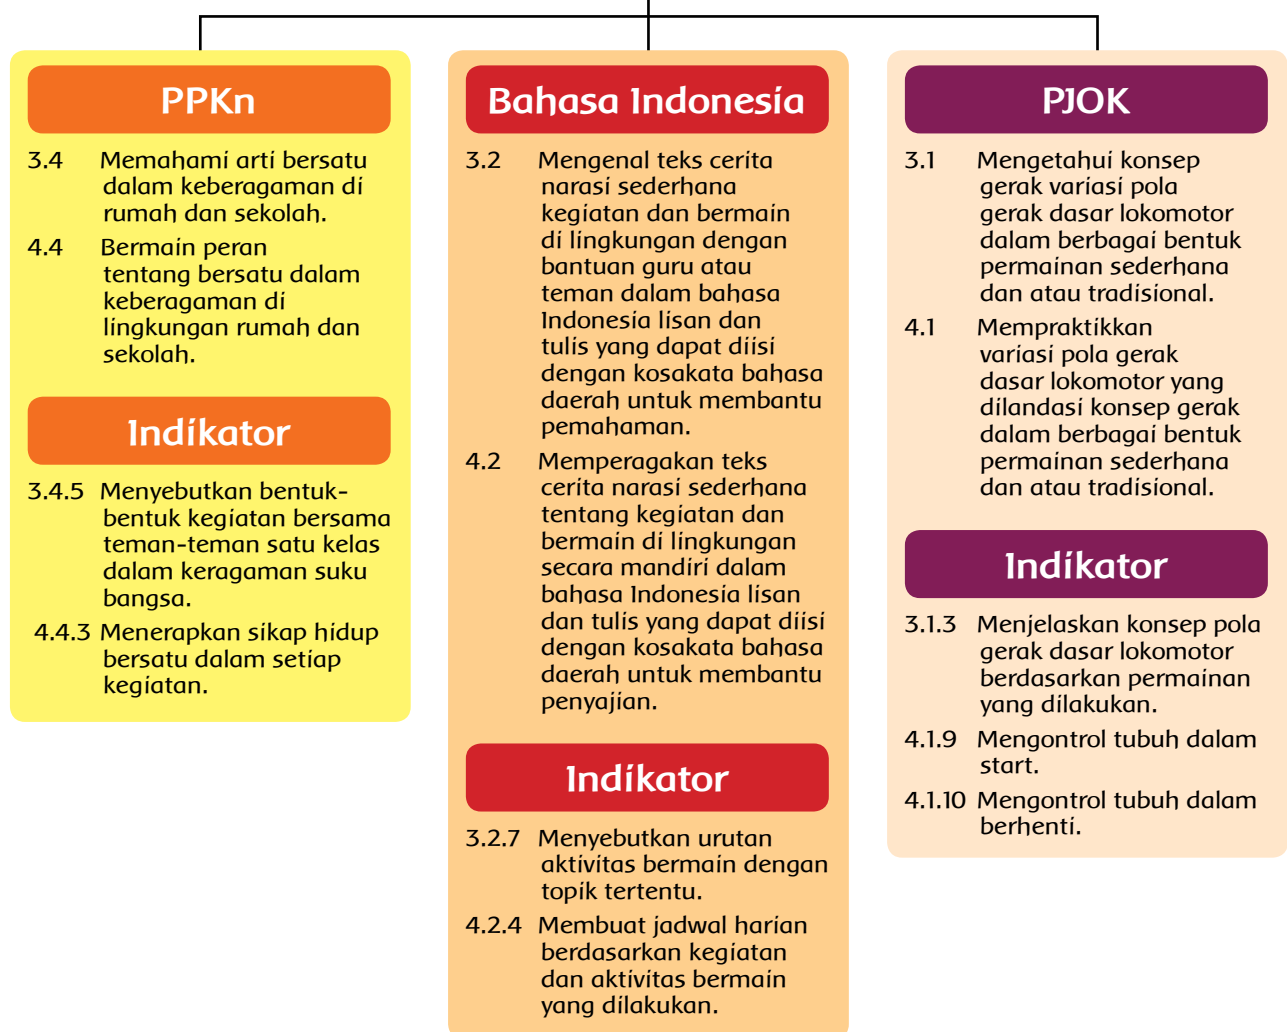 PPKn
3.4 Memahami arti bersatu
dalam keberagaman di
rumah dan sekolah.
4.4 Bermain peran
tentang bersatu dalam
keberagaman di
lingkungan rumah dan
sekolah.
Indikator
3.4.5 Menyebutkan bentuk-
bentuk kegiatan bersama
teman-teman satu kelas
dalam keragaman suku
bangsa.
4.4.3 Menerapkan sikap hidup
bersatu dalam setiap
kegiatan.
Bahasa Indonesia
3.2 Mengenal teks cerita
narasi sederhana
kegiatan dan bermain
di lingkungan dengan
bantuan guru atau
teman dalam bahasa
Indonesia lisan dan
tulis yang dapat diisi
dengan kosakata bahasa
daerah untuk membantu
pemahaman.
4.2 Memperagakan teks
cerita narasi sederhana
tentang kegiatan dan
bermain di lingkungan
secara mandiri dalam
bahasa Indonesia lisan
dan tulis yang dapat diisi
dengan kosakata bahasa
daerah untuk membantu
penyajian.
Indikator
3.2.7 Menyebutkan urutan
aktivitas bermain dengan
topik tertentu.
4.2.4 Membuat jadwal harian
berdasarkan kegiatan
dan aktivitas bermain
yang dilakukan.
PJOK
3.1 Mengetahui konsep
gerak variasi pola
gerak dasar lokomotor
dalam berbagai bentuk
permainan sederhana
dan atau tradisional.
4.1 Mempraktikkan
variasi pola gerak
dasar lokomotor yang
dilandasi konsep gerak
dalam berbagai bentuk
permainan sederhana
dan atau tradisional.
Indikator
3.1.3 Menjelaskan konsep pola
gerak dasar lokomotor
berdasarkan permainan
yang dilakukan.
4.1.9 Mengontrol tubuh dalam
start.
4.1.10 Mengontrol tubuh dalam
berhenti.